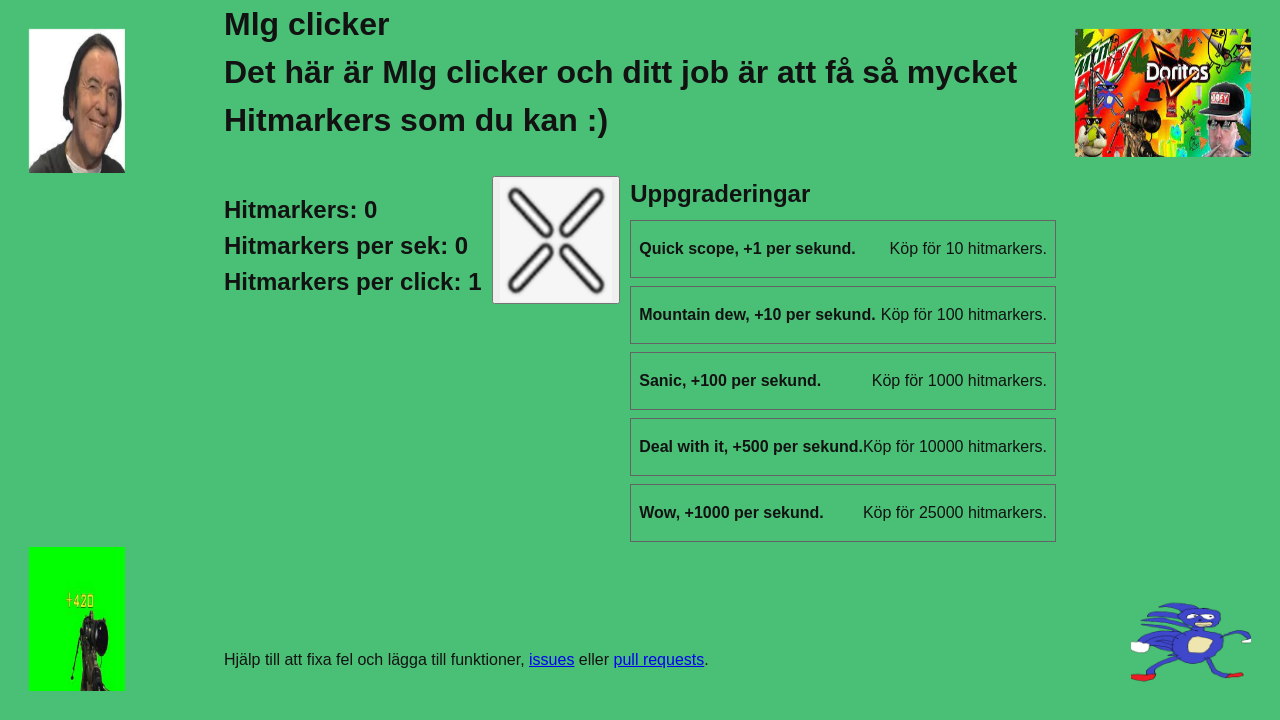 Mlg clicker
Det här är Mlg clicker och ditt job är att få så mycket
Hitmarkers som du kan :)
Hitmarkers: 0
Hitmarkers per sek: 0
Hitmarkers per click: 1
Uppgraderingar
Quick scope, +1 per sekund. Köp för 10 hitmarkers.
Mountain dew, +10 per sekund. Köp för 100 hitmarkers.
Sanic, +100 per sekund. Köp för 1000 hitmarkers.
Deal with it, +500 per sekund. Köp för 10000 hitmarkers.
Wow, +1000 per sekund. Köp för 25000 hitmarkers.
Hjälp till att fixa fel och lägga till funktioner, issues eller pull requests.
Doritos
+420